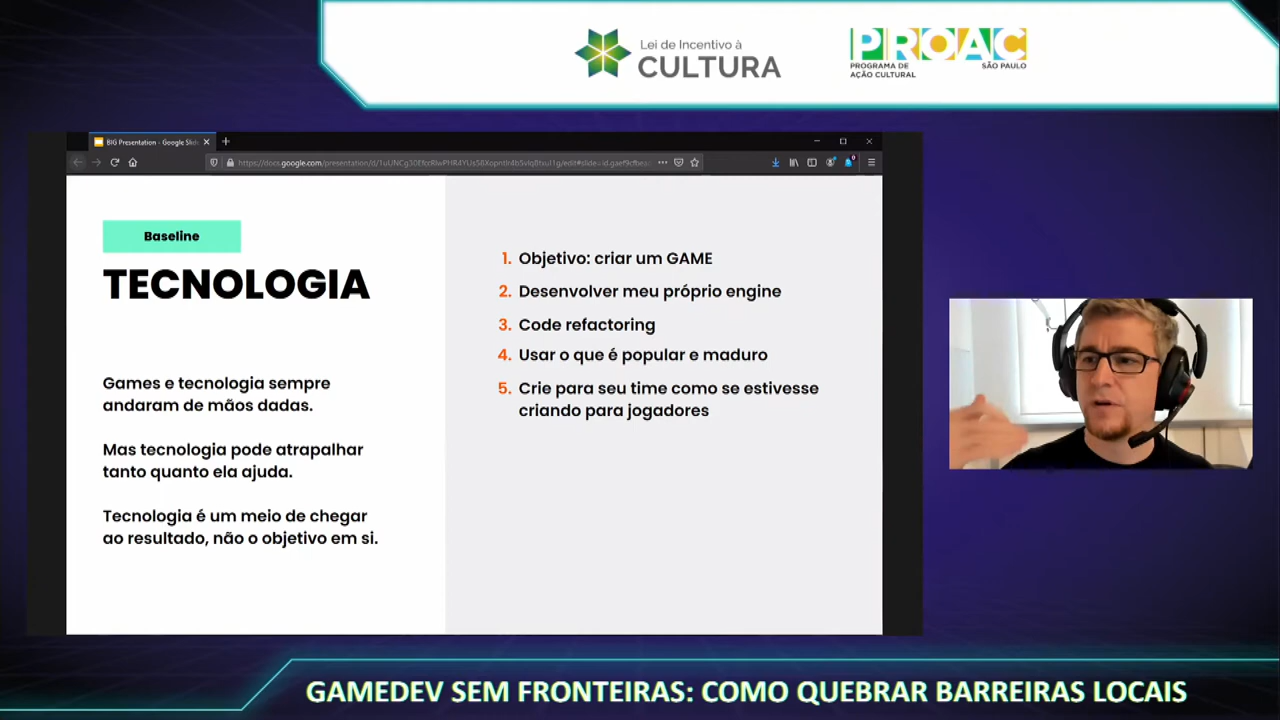 Lei de Incentivo à
CULTURA
PROAC
PROGRAMA DE
AÇÃO CULTURAL
SÃO PAULO
BIG Presentation - Google Slid
Baseline
TECNOLOGIA
Games e tecnologia sempre
andaram de mãos dadas.
Mas tecnologia pode atrapalhar
tanto quanto ela ajuda.
Tecnologia é um meio de chegar
ao resultado, não o objetivo em si.
1. Objetivo: criar um GAME
2. Desenvolver meu próprio engine
3. Code refactoring
4. Usar o que é popular e maduro
5. Crie para seu time como se estivesse
criando para jogadores
GAMEDEV SEM FRONTEIRAS: COMO QUEBRAR BARREIRAS LOCAIS